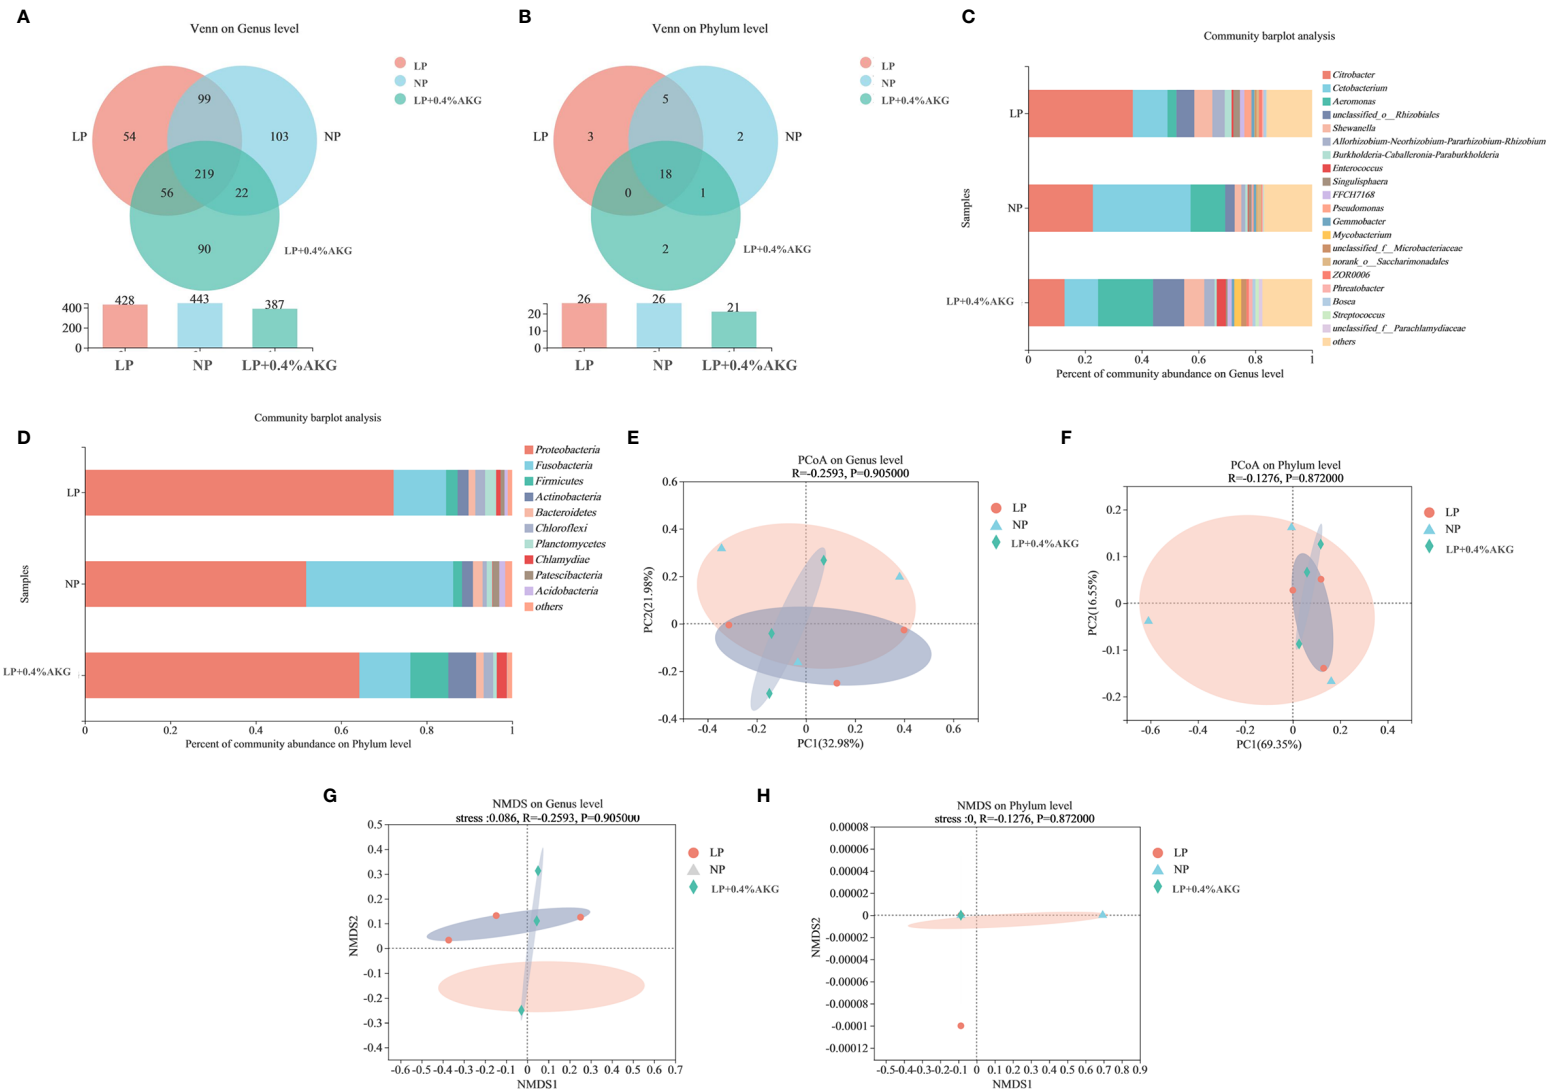 A
Venn on Genus level
LP
NP
LP+0.4%AKG
99
LP
54
103
NP
219
56
22
90
LP+0.4%AKG
428
443
387
400
200
0
LP
NP
LP+0.4%AKG
B
Venn on Phylum level
LP
NP
LP+0.4%AKG
5
LP
3
2
NP
18
0
1
2
LP+0.4%AKG
26
26
21
20
10
0
LP
NP
LP+0.4%AKG
C
Community barplot analysis
Samples
LP
NP
LP+0.4%AKG
0
0.2
0.4
0.6
0.8
1
Percent of community abundance on Genus level
Citrobacter
Cetobacterium
Aeromonas
unclassified_o__Rhizobiales
Shewanella
Allorhizobium-Neorhizobium-Pararhizobium-Rhizobium
Burkholderia-Caballeronia-Paraburkholderia
Enterococcus
Singulisphaera
FFCH7168
Pseudomonas
Gemmobacter
Mycobacterium
unclassified_f__Microbacteriaceae
norank_o__Saccharimonadales
ZOR0006
Phreatobacter
Bosea
Streptococcus
unclassified_f__Parachlamydiaceae
others
D
Community barplot analysis
Samples
LP
NP
LP+0.4%AKG
0
0.2
0.4
0.6
0.8
1
Percent of community abundance on Phylum level
Proteobacteria
Fusobacteria
Firmicutes
Actinobacteria
Bacteroidetes
Chloroflexi
Planctomycetes
Chlamydiae
Patescibacteria
Acidobacteria
others
E
PCoA on Genus level
R=-0.2593, P=0.905000
PC2(21.98%)
0.6
0.4
0.2
0
-0.2
-0.4
-0.4
-0.2
0
0.2
0.4
0.6
PC1(32.98%)
LP
NP
LP+0.4%AKG
F
PCoA on Phylum level
R=-0.1276, P=0.872000
PC2(16.55%)
0.2
0.1
0
-0.1
-0.2
-0.6
-0.4
-0.2
0
0.2
0.4
PC1(69.35%)
LP
NP
LP+0.4%AKG
G
NMDS on Genus level
stress :0.086, R=-0.2593, P=0.905000
NMDS2
0.5
0.4
0.3
0.2
0.1
0
-0.1
-0.2
-0.3
-0.4
-0.6 -0.5 -0.4 -0.3 -0.2 -0.1 0 0.1 0.2 0.3 0.4 0.5 0.6 0.7
NMDS1
LP
NP
LP+0.4%AKG
H
NMDS on Phylum level
stress :0, R=-0.1276, P=0.872000
NMDS2
0.00008
0.00006
0.00004
0.00002
0
-0.00002
-0.00004
-0.00006
-0.00008
-0.0001
-0.00012
-0.5 -0.4 -0.3 -0.2 -0.1 0 0.1 0.2 0.3 0.4 0.5 0.6 0.7 0.8 0.9
NMDS1
LP
NP
LP+0.4%AKG